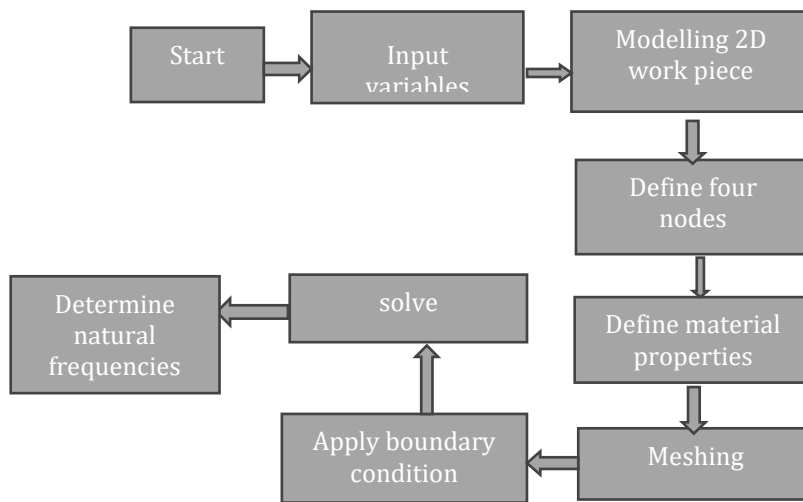 Start
Input
variables
Modelling 2D
work piece
Define four
nodes
Define material
properties
Meshing
Apply boundary
condition
solve
Determine
natural
frequencies